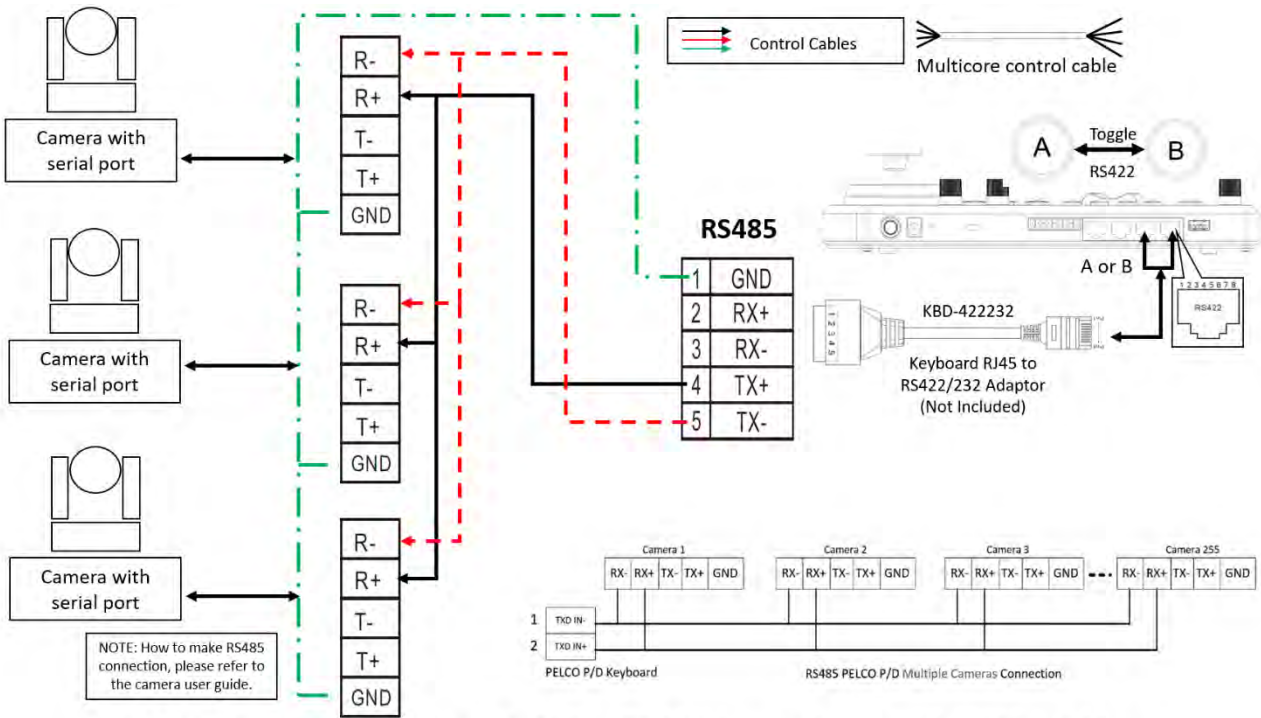 Control Cables
Multicore control cable
R-
R+
T-
T+
GND
Camera with
serial port
A
Toggle
RS422
B
RS485
1 GND
2 RX+
3 RX-
4 TX+
5 TX-
A or B
1 2 3 4 5 6 7 8
RS422
1 2 3 4 5
KBD-422232
Keyboard RJ45 to
RS422/232 Adaptor
(Not Included)
R-
R+
T-
T+
GND
Camera with
serial port
R-
R+
T-
T+
GND
Camera with
serial port
NOTE: How to make RS485
connection, please refer to
the camera user guide.
Camera 1 Camera 2 Camera 3 Camera 255
RX- RX+ TX- TX+ GND RX- RX+ TX- TX+ GND RX- RX+ TX- TX+ GND RX- RX+ TX- TX+ GND
1 TXD IN-
2 TXD IN+
PELCO P/D Keyboard
RS485 PELCO P/D Multiple Cameras Connection